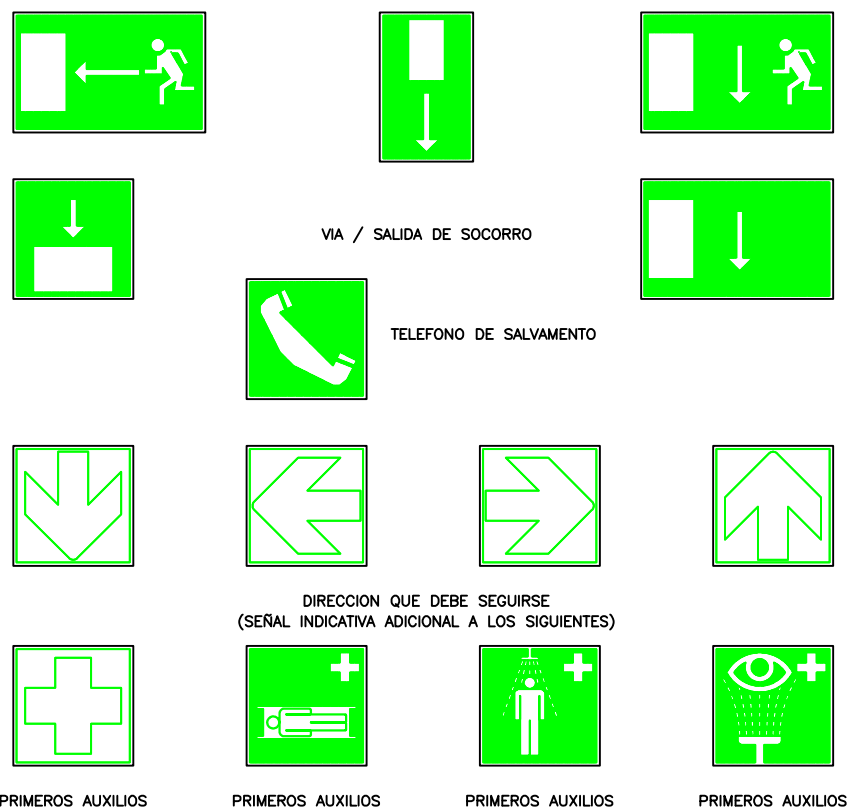 VIA / SALIDA DE SOCORRO
TELEFONO DE SALVAMENTO
DIRECCION QUE DEBE SEGUIRSE
(SEÑAL INDICATIVA ADICIONAL A LOS SIGUIENTES)
PRIMEROS AUXILIOS
PRIMEROS AUXILIOS
PRIMEROS AUXILIOS
PRIMEROS AUXILIOS